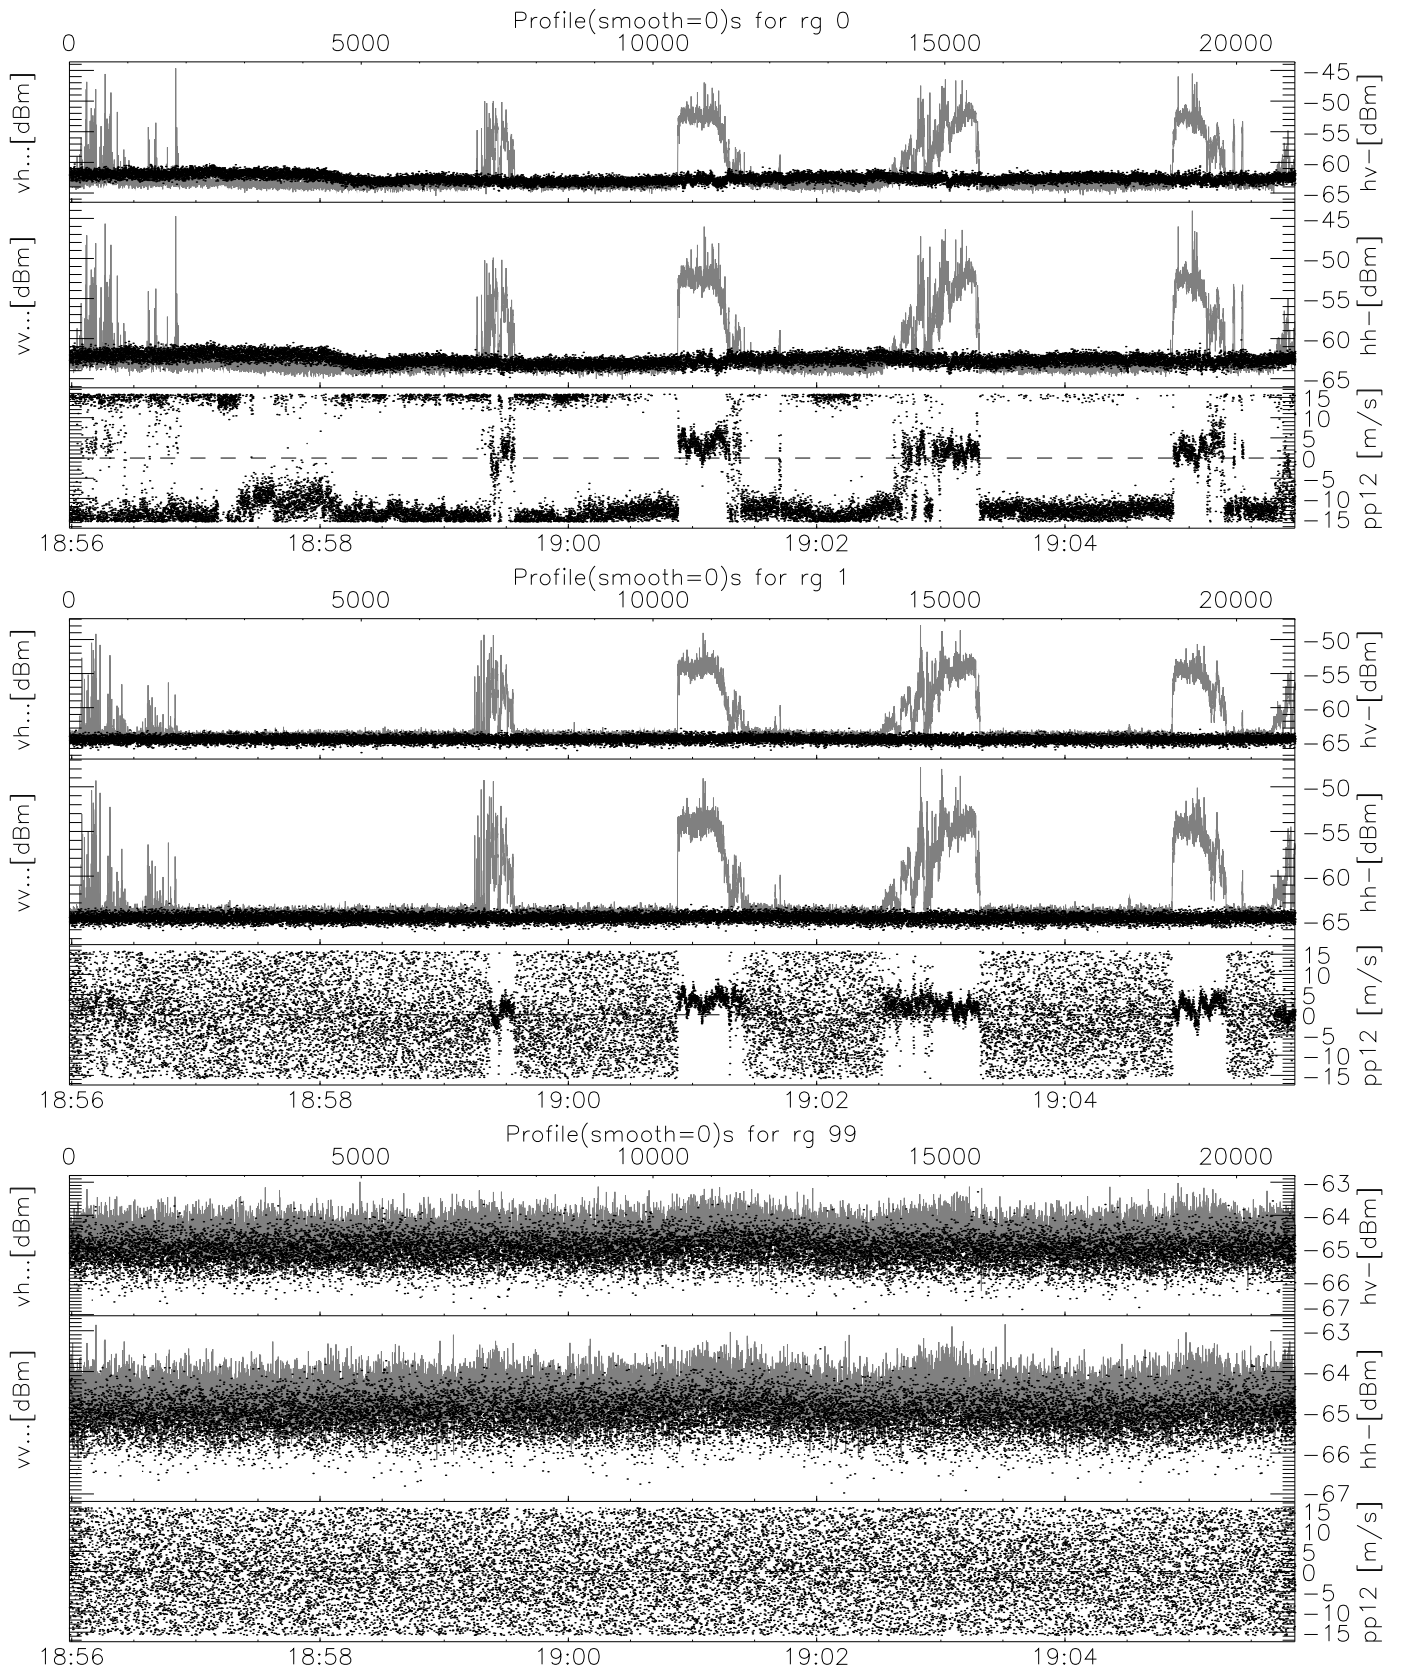 Profile(smooth=0)s for rg 0
0 5000 10000 15000 20000
vh...[dBm]
-45
-50
-55
-60
-65
hv-[dBm]
vv...[dBm]
-45
-50
-55
-60
-65
hh-[dBm]
15
10
5
0
-5
-10
-15
pp12 [m/s]
18:56 18:58 19:00 19:02 19:04
Profile(smooth=0)s for rg 1
0 5000 10000 15000 20000
vh...[dBm]
-50
-55
-60
-65
hv-[dBm]
vv...[dBm]
-50
-55
-60
-65
hh-[dBm]
15
10
5
0
-5
-10
-15
pp12 [m/s]
18:56 18:58 19:00 19:02 19:04
Profile(smooth=0)s for rg 99
0 5000 10000 15000 20000
vh...[dBm]
-63
-64
-65
-66
-67
hv-[dBm]
vv...[dBm]
-63
-64
-65
-66
-67
hh-[dBm]
15
10
5
0
-5
-10
-15
pp12 [m/s]
18:56 18:58 19:00 19:02 19:04